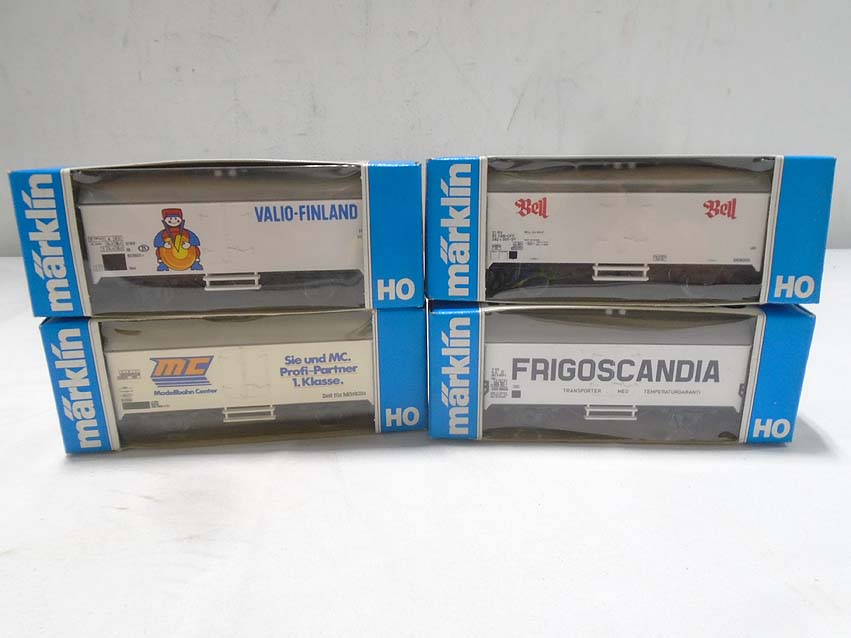 märklin
VALIO-FINLAND
HO
märklin
Bell
Bell
HO
märklin
MC
Modellbahn Center
Sie und MC.
Profi-Partner
1. Klasse.
HO
märklin
FRIGOSCANDIA
TRANSPORTER MED TEMPERATURGARANTI
HO